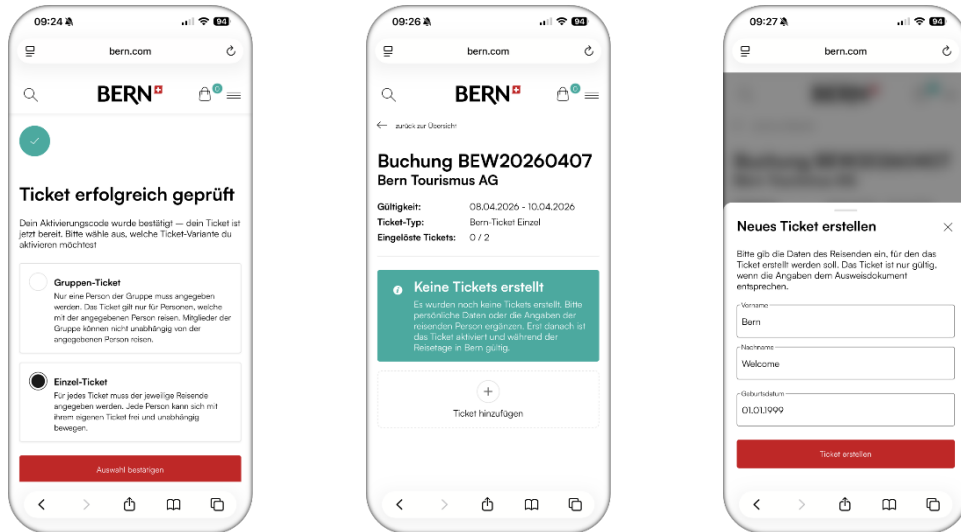 09:24
94
bern.com
BERN
0
Ticket erfolgreich geprüft
Dein Aktivierungscode wurde bestätigt – dein Ticket ist
jetzt bereit. Bitte wähle aus, welche Ticket-Variante du
aktivieren möchtest
Gruppen-Ticket
Nur eine Person der Gruppe muss angegeben
werden. Das Ticket gilt nur für Personen, welche
mit der angegebenen Person reisen. Mitglieder der
Gruppe können nicht unabhängig von der
angegebenen Person reisen.
Einzel-Ticket
Für jedes Ticket muss der jeweilige Reisende
angegeben werden. Jede Person kann sich mit
ihrem eigenen Ticket frei und unabhängig
bewegen.
Auswahl bestätigen
09:26
94
bern.com
BERN
0
zurück zur Übersicht
Buchung BEW20260407
Bern Tourismus AG
Gültigkeit: 08.04.2026 - 10.04.2026
Ticket-Typ: Bern-Ticket Einzel
Eingelöste Tickets: 0 / 2
Keine Tickets erstellt
Es wurden noch keine Tickets erstellt. Bitte
persönliche Daten oder die Angaben der
reisenden Person ergänzen. Erst danach ist
das Ticket aktiviert und während der
Reisetage in Bern gültig.
Ticket hinzufügen
09:27
94
bern.com
Neues Ticket erstellen
Bitte gib die Daten des Reisenden ein, für den das
Ticket erstellt werden soll. Das Ticket ist nur gültig,
wenn die Angaben dem Ausweisdokument
entsprechen.
Vorname
Bern
Nachname
Welcome
Geburtsdatum
01.01.1999
Ticket erstellen